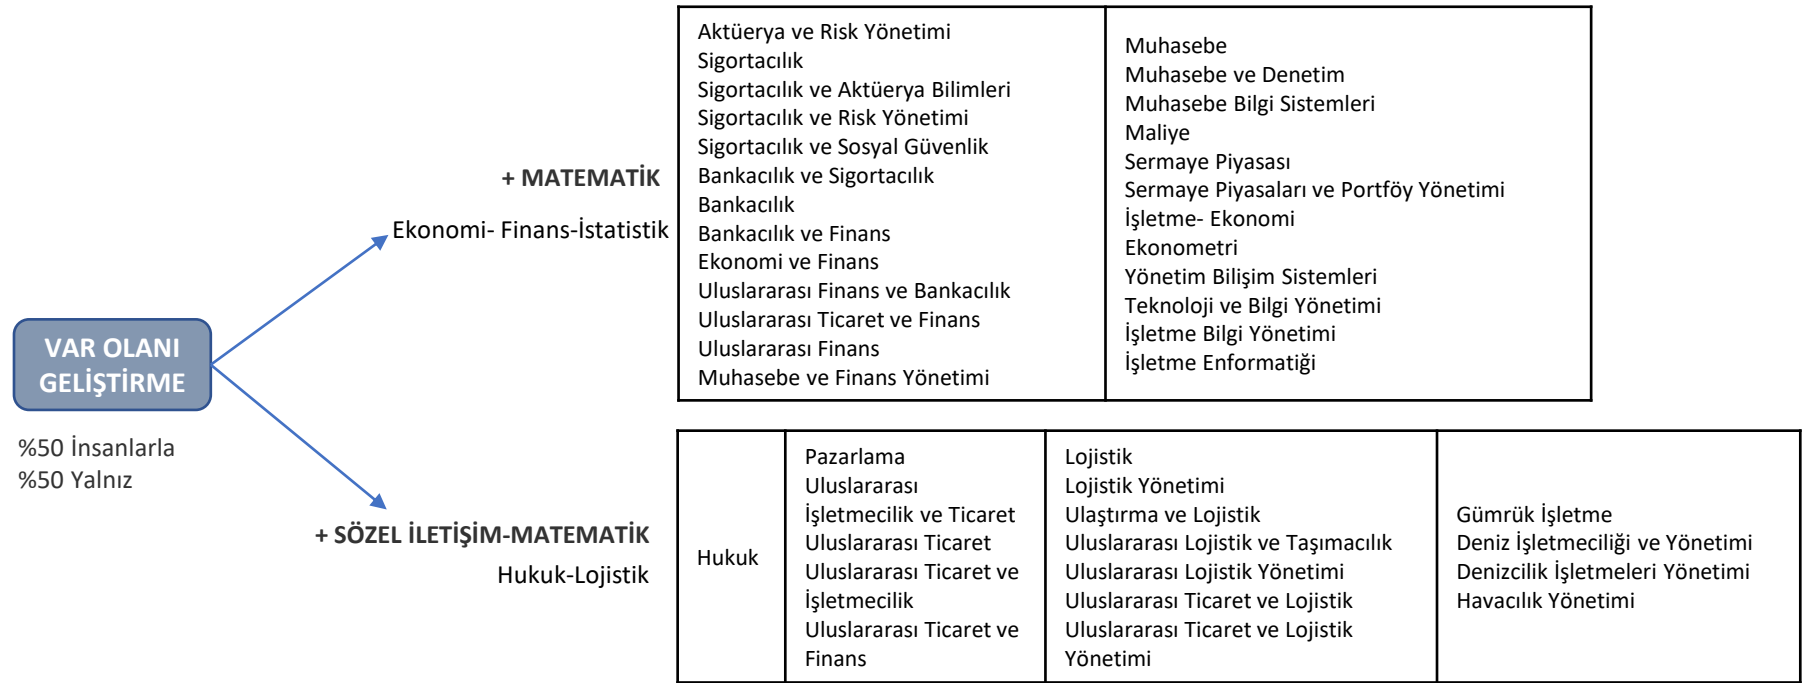 VAR OLANI
GELİŞTİRME
%50 İnsanlarla
%50 Yalnız
+ MATEMATİK
Ekonomi- Finans-İstatistik
Aktüerya ve Risk Yönetimi
Sigortacılık
Sigortacılık ve Aktüerya Bilimleri
Sigortacılık ve Risk Yönetimi
Sigortacılık ve Sosyal Güvenlik
Bankacılık ve Sigortacılık
Bankacılık
Bankacılık ve Finans
Ekonomi ve Finans
Uluslararası Finans ve Bankacılık
Uluslararası Ticaret ve Finans
Uluslararası Finans
Muhasebe ve Finans Yönetimi
Muhasebe
Muhasebe ve Denetim
Muhasebe Bilgi Sistemleri
Maliye
Sermaye Piyasası
Sermaye Piyasaları ve Portföy Yönetimi
İşletme- Ekonomi
Ekonometri
Yönetim Bilişim Sistemleri
Teknoloji ve Bilgi Yönetimi
İşletme Bilgi Yönetimi
İşletme Enformatiği
+ SÖZEL İLETİŞİM-MATEMATİK
Hukuk-Lojistik
Hukuk
Pazarlama
Uluslararası
İşletmecilik ve Ticaret
Uluslararası Ticaret
Uluslararası Ticaret ve
İşletmecilik
Uluslararası Ticaret ve
Finans
Lojistik
Lojistik Yönetimi
Ulaştırma ve Lojistik
Uluslararası Lojistik ve Taşımacılık
Uluslararası Lojistik Yönetimi
Uluslararası Ticaret ve Lojistik
Uluslararası Ticaret ve Lojistik
Yönetimi
Gümrük İşletme
Deniz İşletmeciliği ve Yönetimi
Denizcilik İşletmeleri Yönetimi
Havacılık Yönetimi